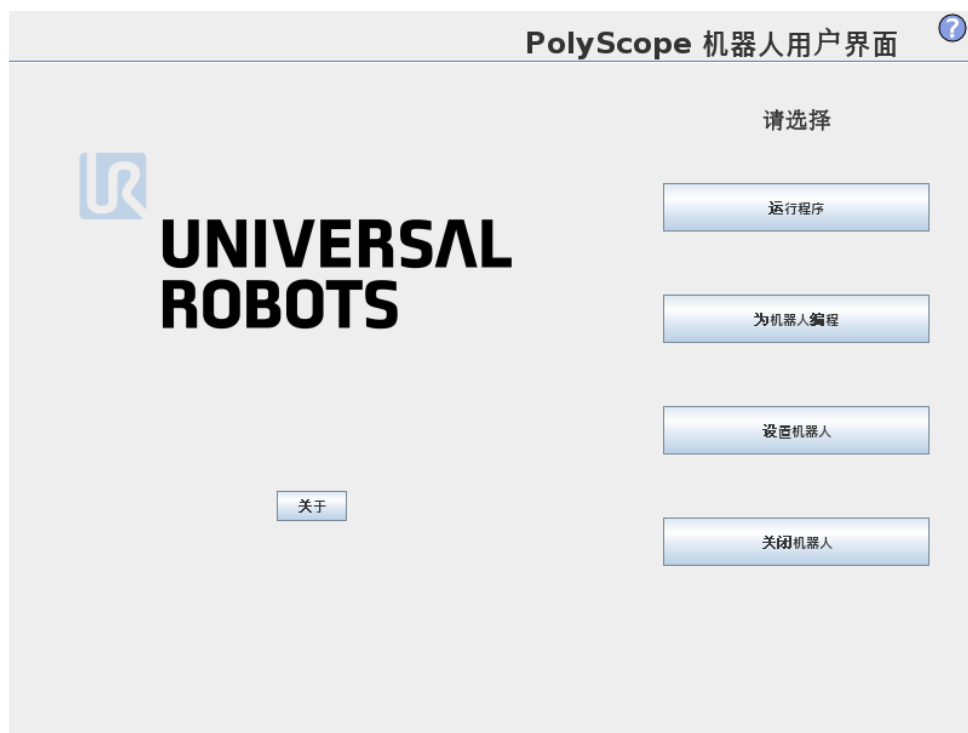 PolyScope 机器人用户界面
?
请选择
UR
UNIVERSAL
ROBOTS
运行程序
为机器人编程
设置机器人
关于
关闭机器人